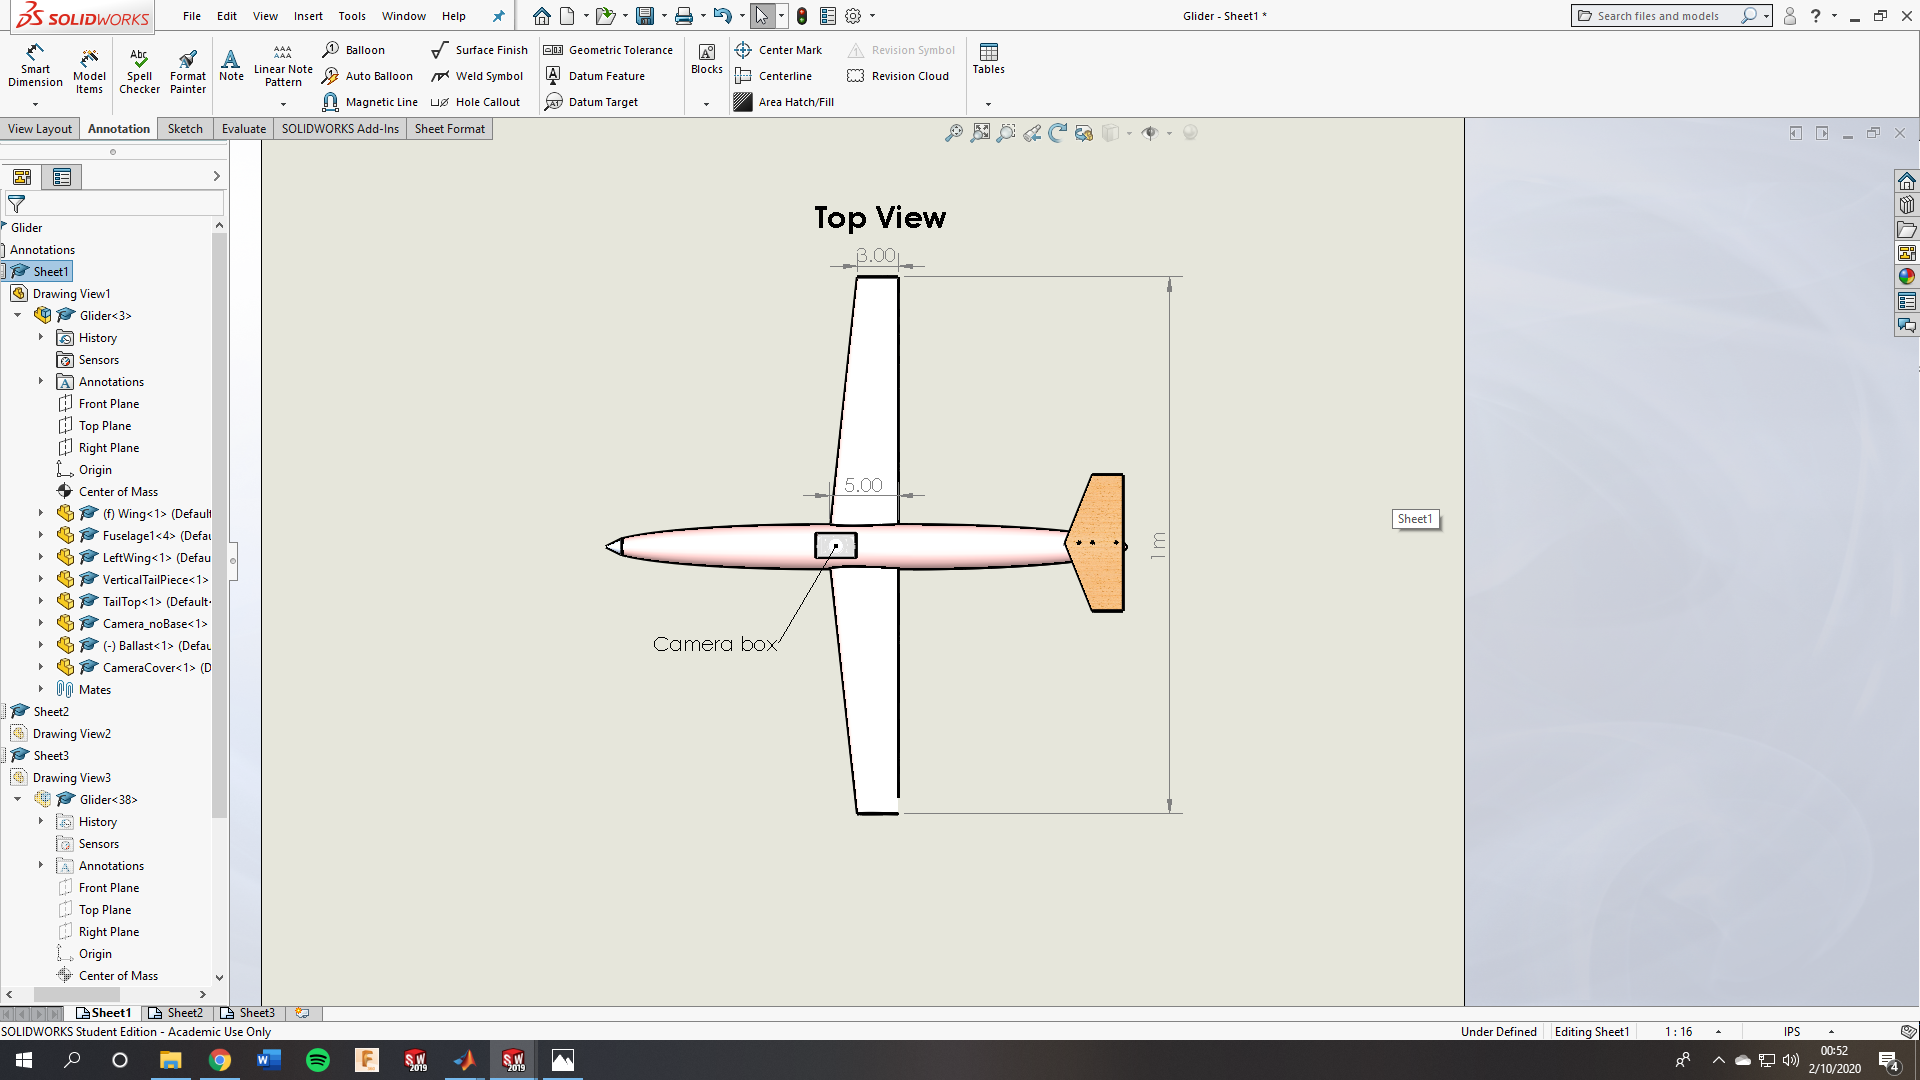 SOLIDWORKS
File Edit View Insert Tools Window Help
Glider - Sheet1 *
Search files and models
Smart Dimension
Model Items
Spell Checker
Format Painter
Note
Linear Note Pattern
Balloon
Auto Balloon
Magnetic Line
Surface Finish
Weld Symbol
Hole Callout
Geometric Tolerance
Datum Feature
Datum Target
Blocks
Center Mark
Centerline
Area Hatch/Fill
Revision Symbol
Revision Cloud
Tables
View Layout Annotation Sketch Evaluate SOLIDWORKS Add-Ins Sheet Format
Glider
Annotations
Sheet1
Drawing View1
Glider<3>
History
Sensors
Annotations
Front Plane
Top Plane
Right Plane
Origin
Center of Mass
(f) Wing<1> (Default
Fuselage1<4> (Defau
LeftWing<1> (Default
VerticalTailPiece<1>
TailTop<1> (Default<
Camera_noBase<1>
(-) Ballast<1> (Defau
CameraCover<1> (D
Mates
Sheet2
Drawing View2
Sheet3
Drawing View3
Glider<38>
History
Sensors
Annotations
Front Plane
Top Plane
Right Plane
Origin
Center of Mass
Top View
3.00
5.00
1m
Camera box
Sheet1
Sheet1 Sheet2 Sheet3
SOLIDWORKS Student Edition - Academic Use Only
Under Defined Editing Sheet1 1 : 16 IPS
00:52
2/10/2020
4